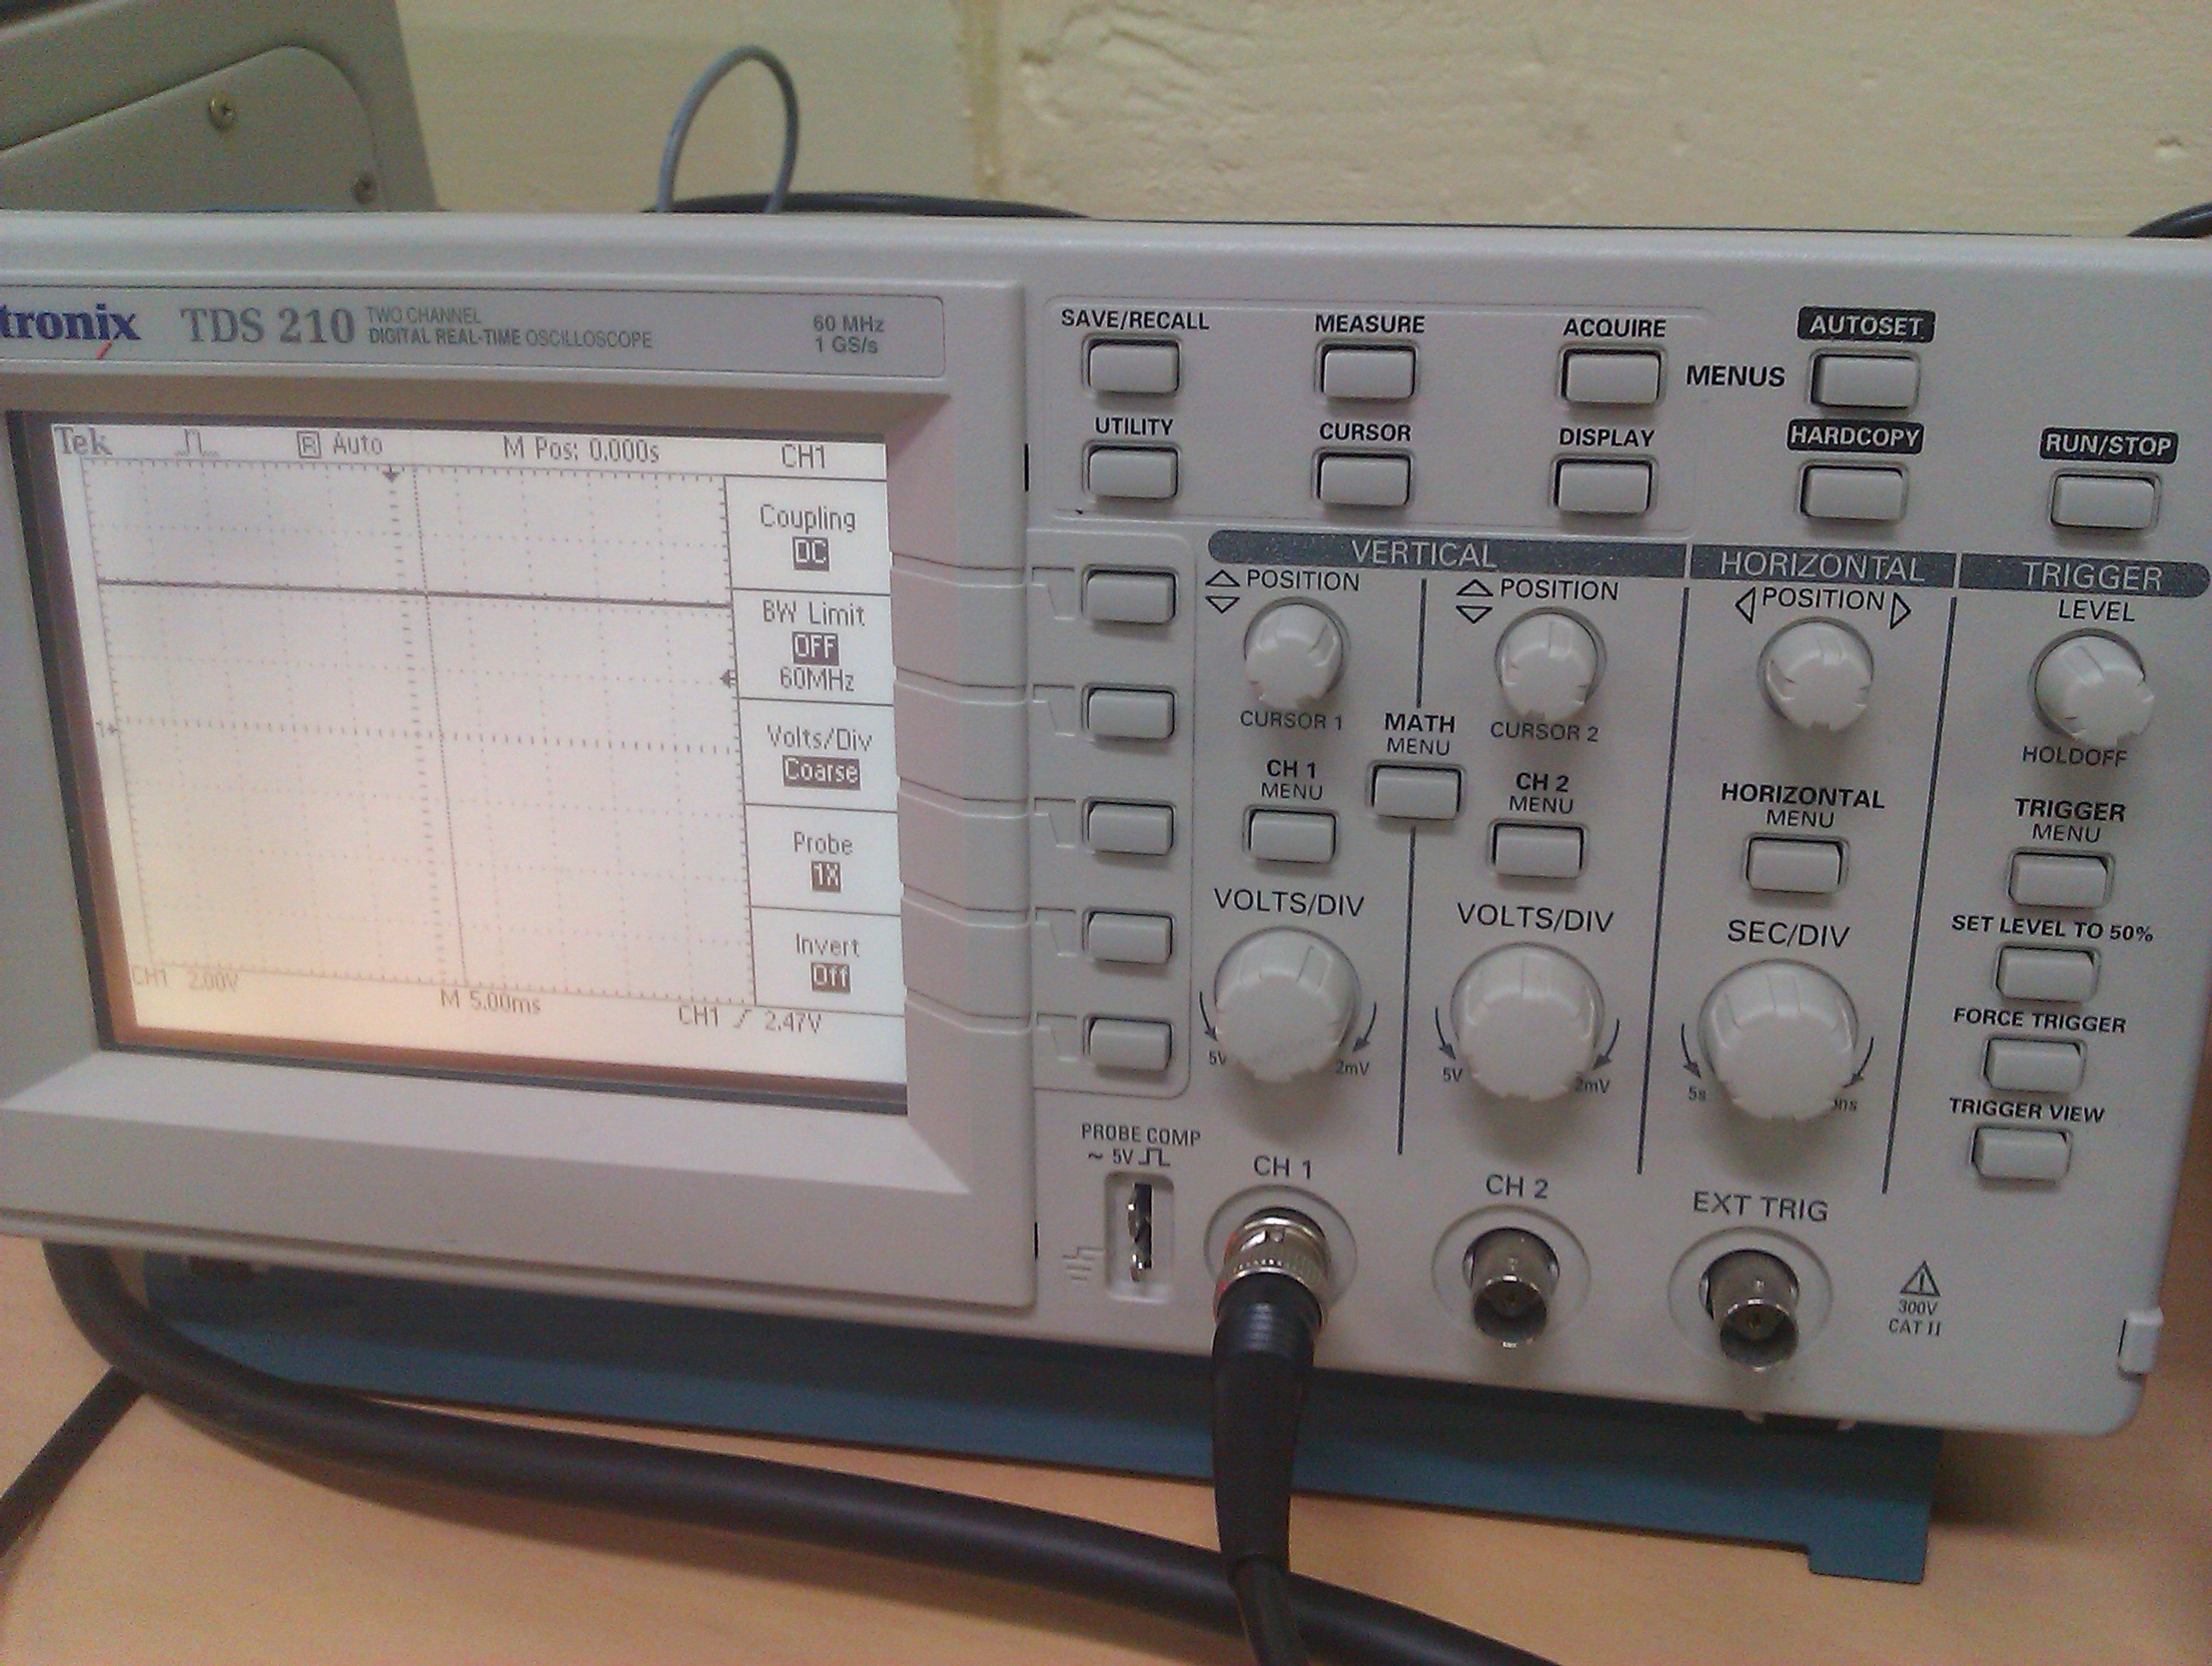 tronix TDS 210 TWO CHANNEL
DIGITAL REAL-TIME OSCILLOSCOPE
60 MHz
1 GS/s
Tek R Auto M Pos: 0.000s CH1
Coupling
DC
BW Limit
OFF
60MHz
Volts/Div
Coarse
Probe
1X
Invert
Off
1
CH1 2.00V
M 5.00ms
CH1 2.47V
SAVE/RECALL MEASURE ACQUIRE AUTOSET
MENUS
UTILITY CURSOR DISPLAY HARDCOPY RUN/STOP
VERTICAL HORIZONTAL TRIGGER
POSITION POSITION POSITION LEVEL
CURSOR 1 CURSOR 2 HOLDOFF
MATH
MENU
CH 1
MENU
CH 2
MENU
HORIZONTAL
MENU
TRIGGER
MENU
VOLTS/DIV VOLTS/DIV SEC/DIV
SET LEVEL TO 50%
FORCE TRIGGER
TRIGGER VIEW
5V 2mV 5V 2mV 5s ns
PROBE COMP
~ 5V
CH 1 CH 2 EXT TRIG
300V
CAT II